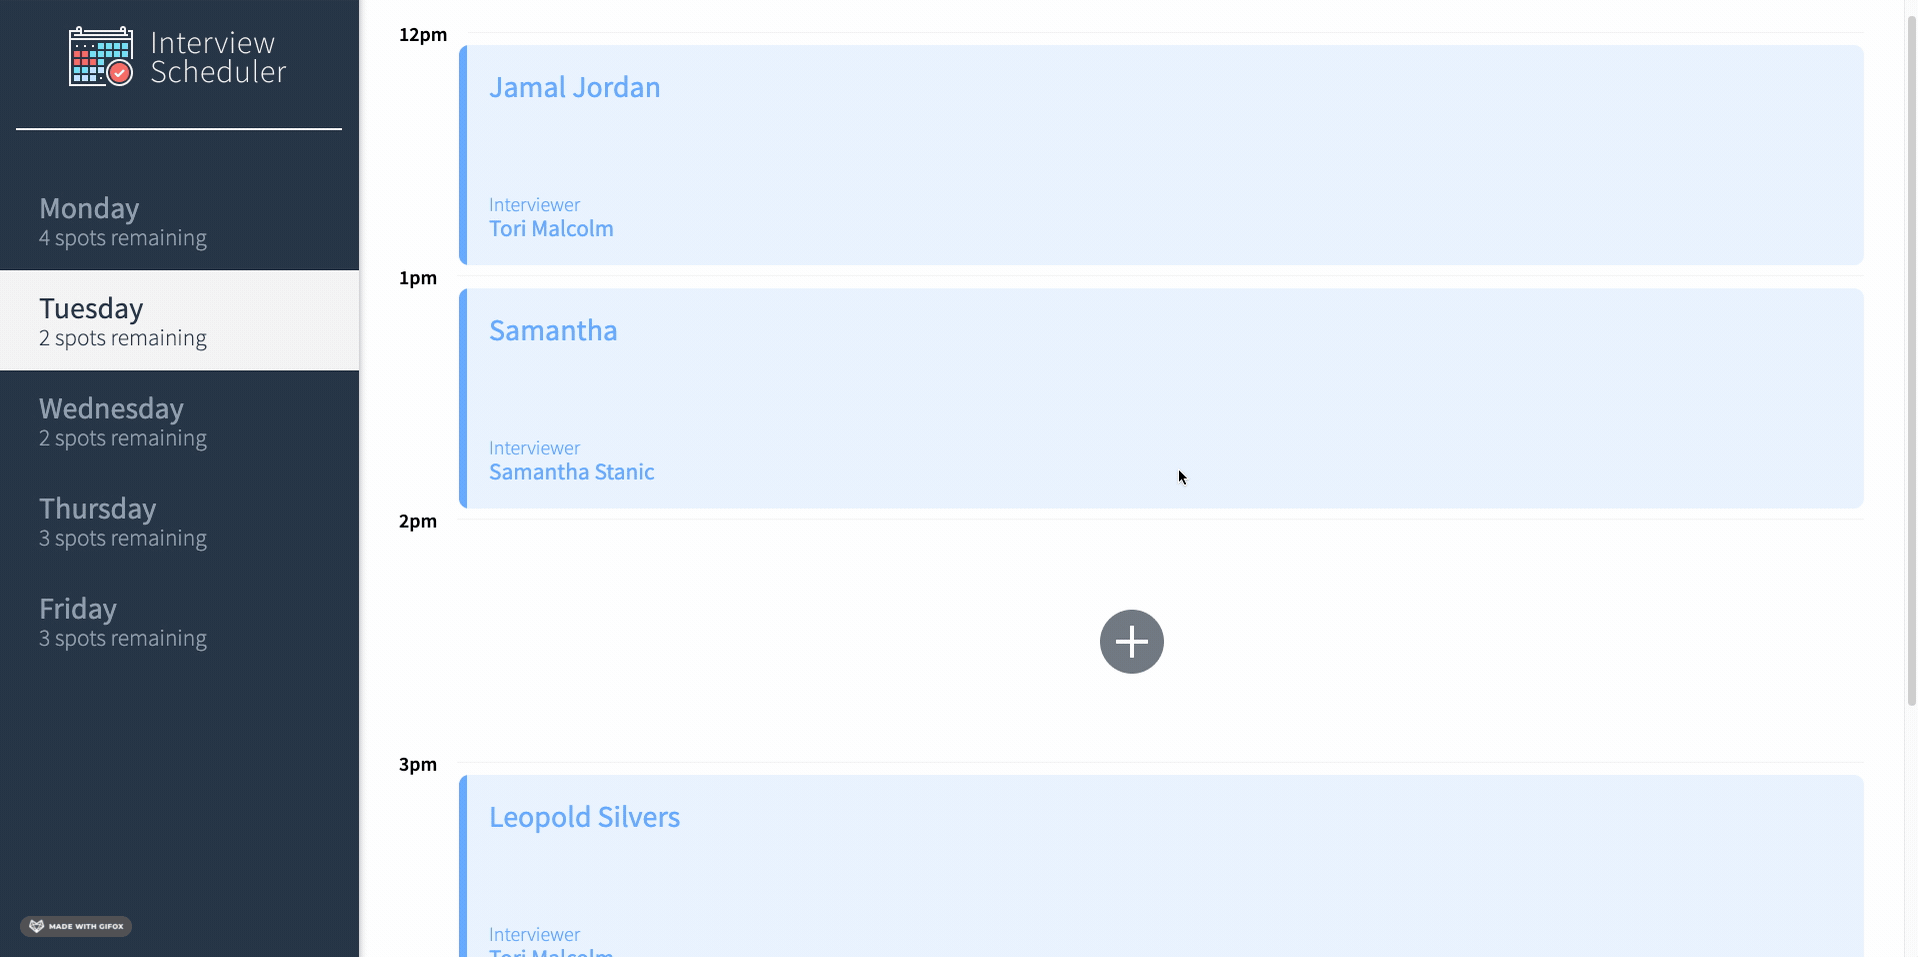 Interview
Scheduler
Monday
4 spots remaining
Tuesday
2 spots remaining
Wednesday
2 spots remaining
Thursday
3 spots remaining
Friday
3 spots remaining
MADE WITH GIFOX
12pm
Jamal Jordan
Interviewer
Tori Malcolm
1pm
Samantha
Interviewer
Samantha Stanic
2pm
3pm
Leopold Silvers
Interviewer
Tori Malcolm